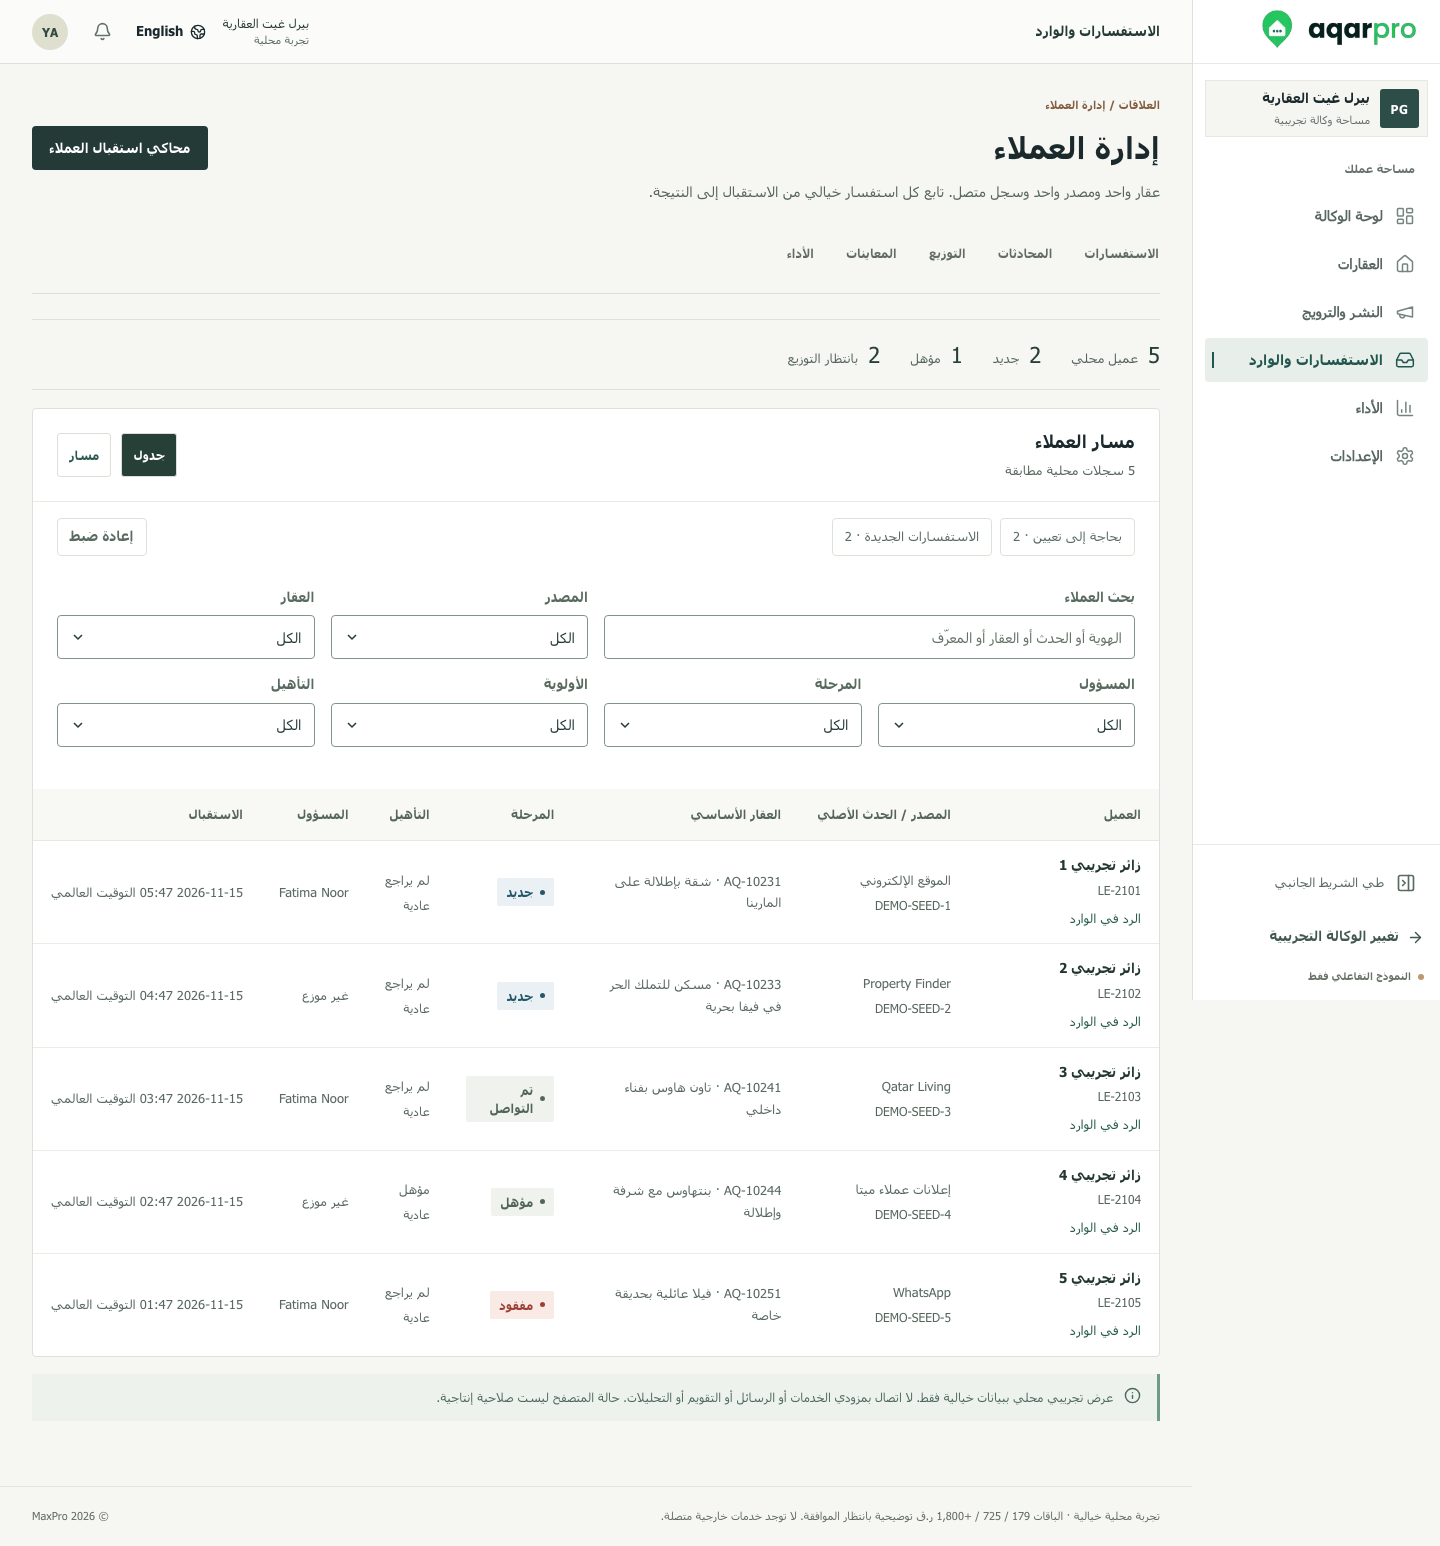 aqarpro
PG
بيرل غيت العقارية
مساحة وكالة تجريبية
مساحة عملك
لوحة الوكالة
العقارات
النشر والترويج
الاستفسارات والوارد
الأداء
الإعدادات
طي الشريط الجانبي
تغيير الوكالة التجريبية
النموذج التفاعلي فقط
الاستفسارات والوارد
بيرل غيت العقارية
تجربة محلية
English
YA
العلاقات / إدارة العملاء
إدارة العملاء
عقار واحد ومصدر واحد وسجل متصل. تابع كل استفسار خيالي من الاستقبال إلى النتيجة.
محاكي استقبال العملاء
الاستفسارات المحادثات التوزيع المعاينات الأداء
5 عميل محلي 2 جديد 1 مؤهل 2 بانتظار التوزيع
مسار العملاء
5 سجلات محلية مطابقة
جدول مسار
بحاجة إلى تعيين · 2 الاستفسارات الجديدة · 2 إعادة ضبط
بحث العملاء المصدر العقار
الهوية أو الحدث أو العقار أو المعرّف الكل الكل
المسؤول المرحلة الأولوية التأهيل
الكل الكل الكل الكل
العميل المصدر / الحدث الأصلي العقار الأساسي المرحلة التأهيل المسؤول الاستقبال
زائر تجريبي 1
LE-2101
الرد في الوارد
الموقع الإلكتروني
DEMO-SEED-1
AQ-10231 · شقة بإطلالة على
المارينا
جديد
لم يراجع
عادية
Fatima Noor
2026-11-15 05:47 التوقيت العالمي
زائر تجريبي 2
LE-2102
الرد في الوارد
Property Finder
DEMO-SEED-2
AQ-10233 · مسكن للتملك الحر
في فيفا بحرية
جديد
لم يراجع
عادية
غير موزع
2026-11-15 04:47 التوقيت العالمي
زائر تجريبي 3
LE-2103
الرد في الوارد
Qatar Living
DEMO-SEED-3
AQ-10241 · تاون هاوس بفناء
داخلي
تم
التواصل
لم يراجع
عادية
Fatima Noor
2026-11-15 03:47 التوقيت العالمي
زائر تجريبي 4
LE-2104
الرد في الوارد
إعلانات عملاء ميتا
DEMO-SEED-4
AQ-10244 · بنتهاوس مع شرفة
وإطلالة
مؤهل
مؤهل
عادية
غير موزع
2026-11-15 02:47 التوقيت العالمي
زائر تجريبي 5
LE-2105
الرد في الوارد
WhatsApp
DEMO-SEED-5
AQ-10251 · فيلا عائلية بحديقة
خاصة
مفقود
لم يراجع
عادية
Fatima Noor
2026-11-15 01:47 التوقيت العالمي
عرض تجريبي محلي ببيانات خيالية فقط. لا اتصال بمزودي الخدمات أو الرسائل أو التقويم أو التحليلات. حالة المتصفح ليست صلاحية إنتاجية.
تجربة محلية خيالية · الباقات 179 / 725 / +1,800 ر.ق توضيحية بانتظار الموافقة. لا توجد خدمات خارجية متصلة.
© 2026 MaxPro